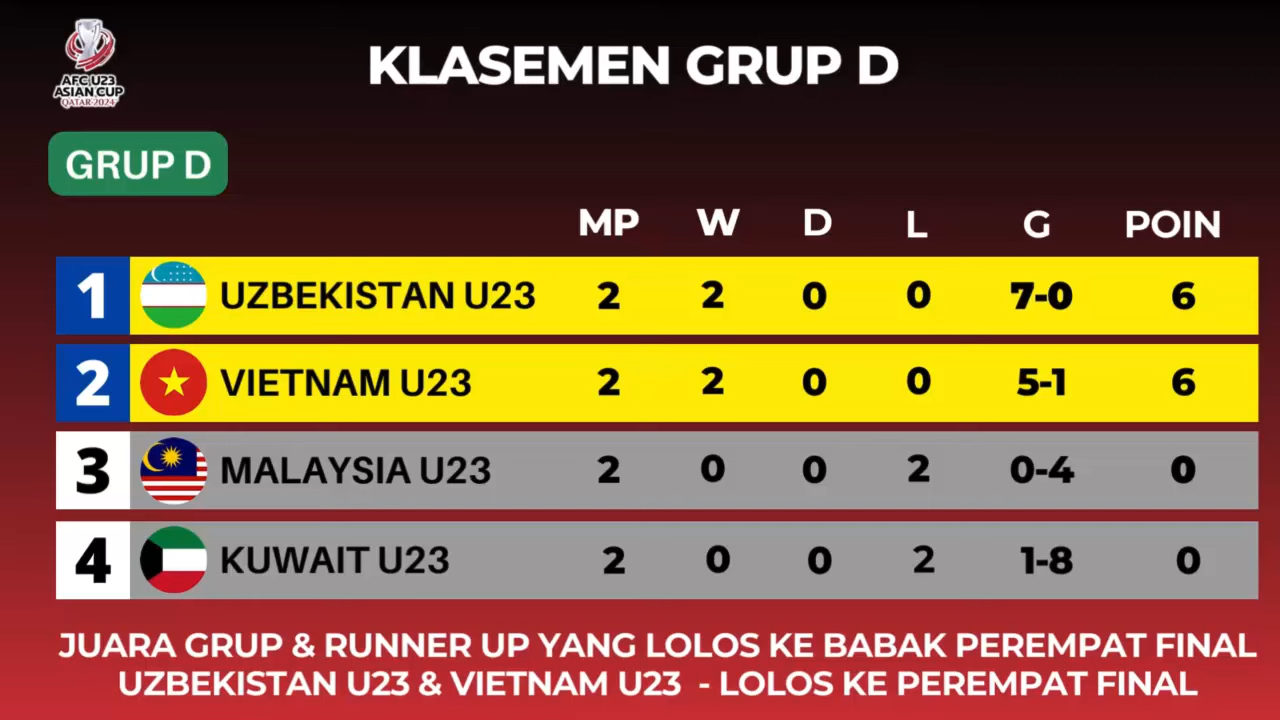 AFC U23
ASIAN CUP
QATAR 2024
KLASEMEN GRUP D
GRUP D
MP W D L G POIN
1 UZBEKISTAN U23 2 2 0 0 7-0 6
2 VIETNAM U23 2 2 0 0 5-1 6
3 MALAYSIA U23 2 0 0 2 0-4 0
4 KUWAIT U23 2 0 0 2 1-8 0
JUARA GRUP & RUNNER UP YANG LOLOS KE BABAK PEREMPAT FINAL
UZBEKISTAN U23 & VIETNAM U23 - LOLOS KE PEREMPAT FINAL